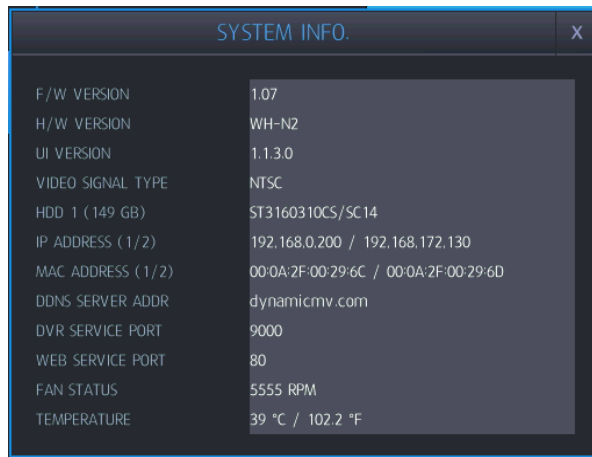 SYSTEM INFO.
X
F/W VERSION 1.07
H/W VERSION WH-N2
UI VERSION 1.1.3.0
VIDEO SIGNAL TYPE NTSC
HDD 1 (149 GB) ST3160310CS/SC14
IP ADDRESS (1/2) 192.168.0.200 / 192.168.172.130
MAC ADDRESS (1/2) 00:0A:2F:00:29:6C / 00:0A:2F:00:29:6D
DDNS SERVER ADDR dynamicmv.com
DVR SERVICE PORT 9000
WEB SERVICE PORT 80
FAN STATUS 5555 RPM
TEMPERATURE 39 °C / 102.2 °F